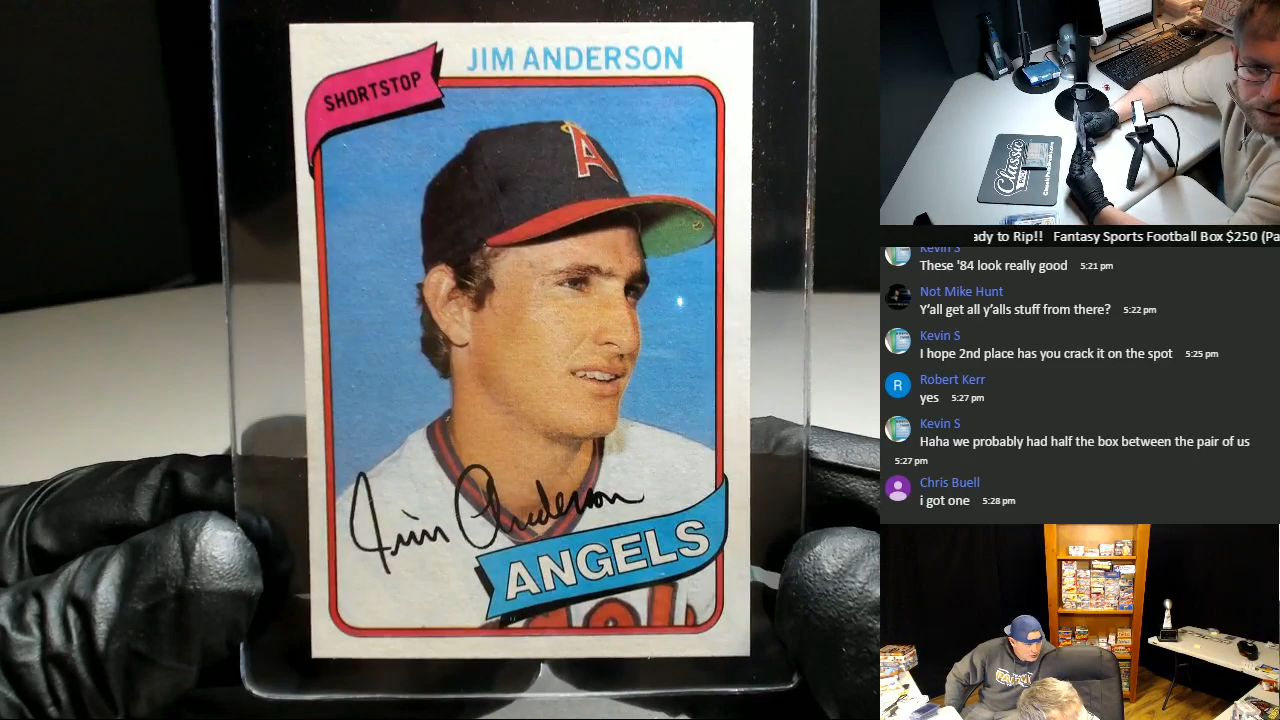 JIM ANDERSON
SHORTSTOP
A
Jim Anderson
ANGELS
Classic
ady to Rip!! Fantasy Sports Football Box $250 (Pa
Kevin S
These '84 look really good 5:21 pm
Not Mike Hunt
Y'all get all y'alls stuff from there? 5:22 pm
Kevin S
I hope 2nd place has you crack it on the spot 5:25 pm
R
Robert Kerr
yes 5:27 pm
Kevin S
Haha we probably had half the box between the pair of us
5:27 pm
Chris Buell
i got one 5:28 pm